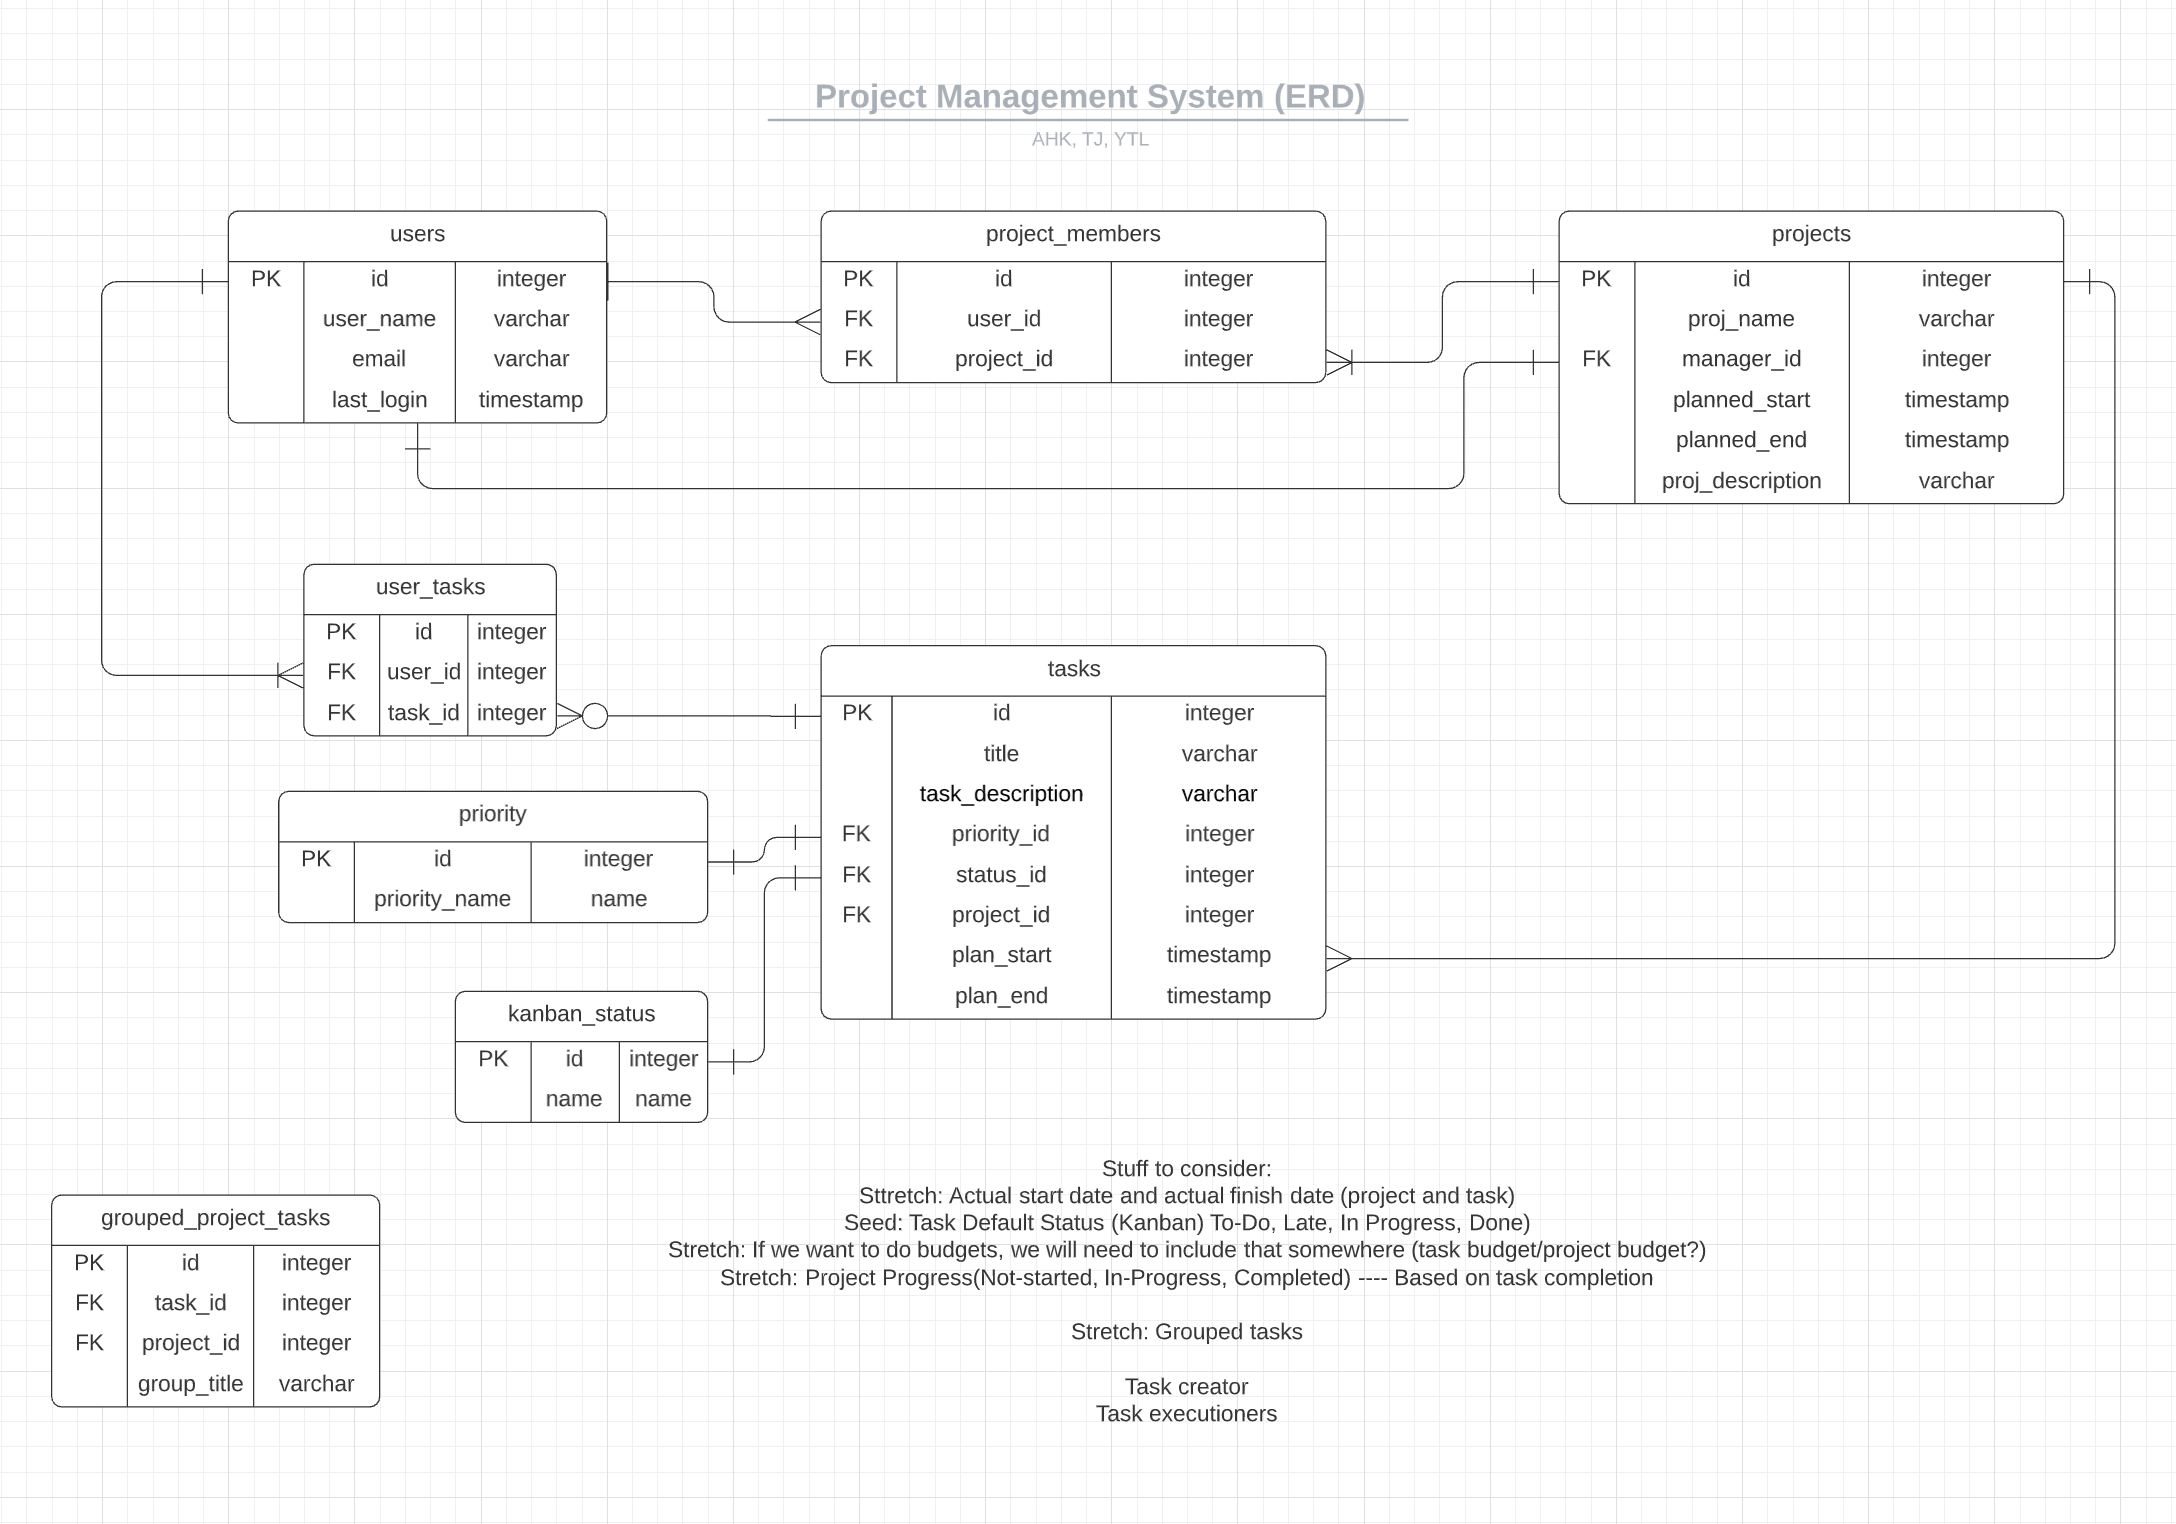 Project Management System (ERD)
AHK, TJ, YTL
users
PK id integer
user_name varchar
email varchar
last_login timestamp
project_members
PK id integer
FK user_id integer
FK project_id integer
projects
PK id integer
proj_name varchar
FK manager_id integer
planned_start timestamp
planned_end timestamp
proj_description varchar
user_tasks
PK id integer
FK user_id integer
FK task_id integer
tasks
PK id integer
title varchar
task_description varchar
FK priority_id integer
FK status_id integer
FK project_id integer
plan_start timestamp
plan_end timestamp
priority
PK id integer
priority_name name
kanban_status
PK id integer
name name
grouped_project_tasks
PK id integer
FK task_id integer
FK project_id integer
group_title varchar
Stuff to consider:
Sttretch: Actual start date and actual finish date (project and task)
Seed: Task Default Status (Kanban) To-Do, Late, In Progress, Done)
Stretch: If we want to do budgets, we will need to include that somewhere (task budget/project budget?)
Stretch: Project Progress(Not-started, In-Progress, Completed) ---- Based on task completion
Stretch: Grouped tasks
Task creator
Task executioners